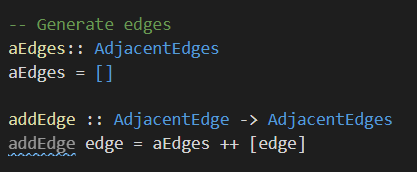 -- Generate edges
aEdges:: AdjacentEdges
aEdges = []
addEdge :: AdjacentEdge -> AdjacentEdges
addEdge edge = aEdges ++ [edge]